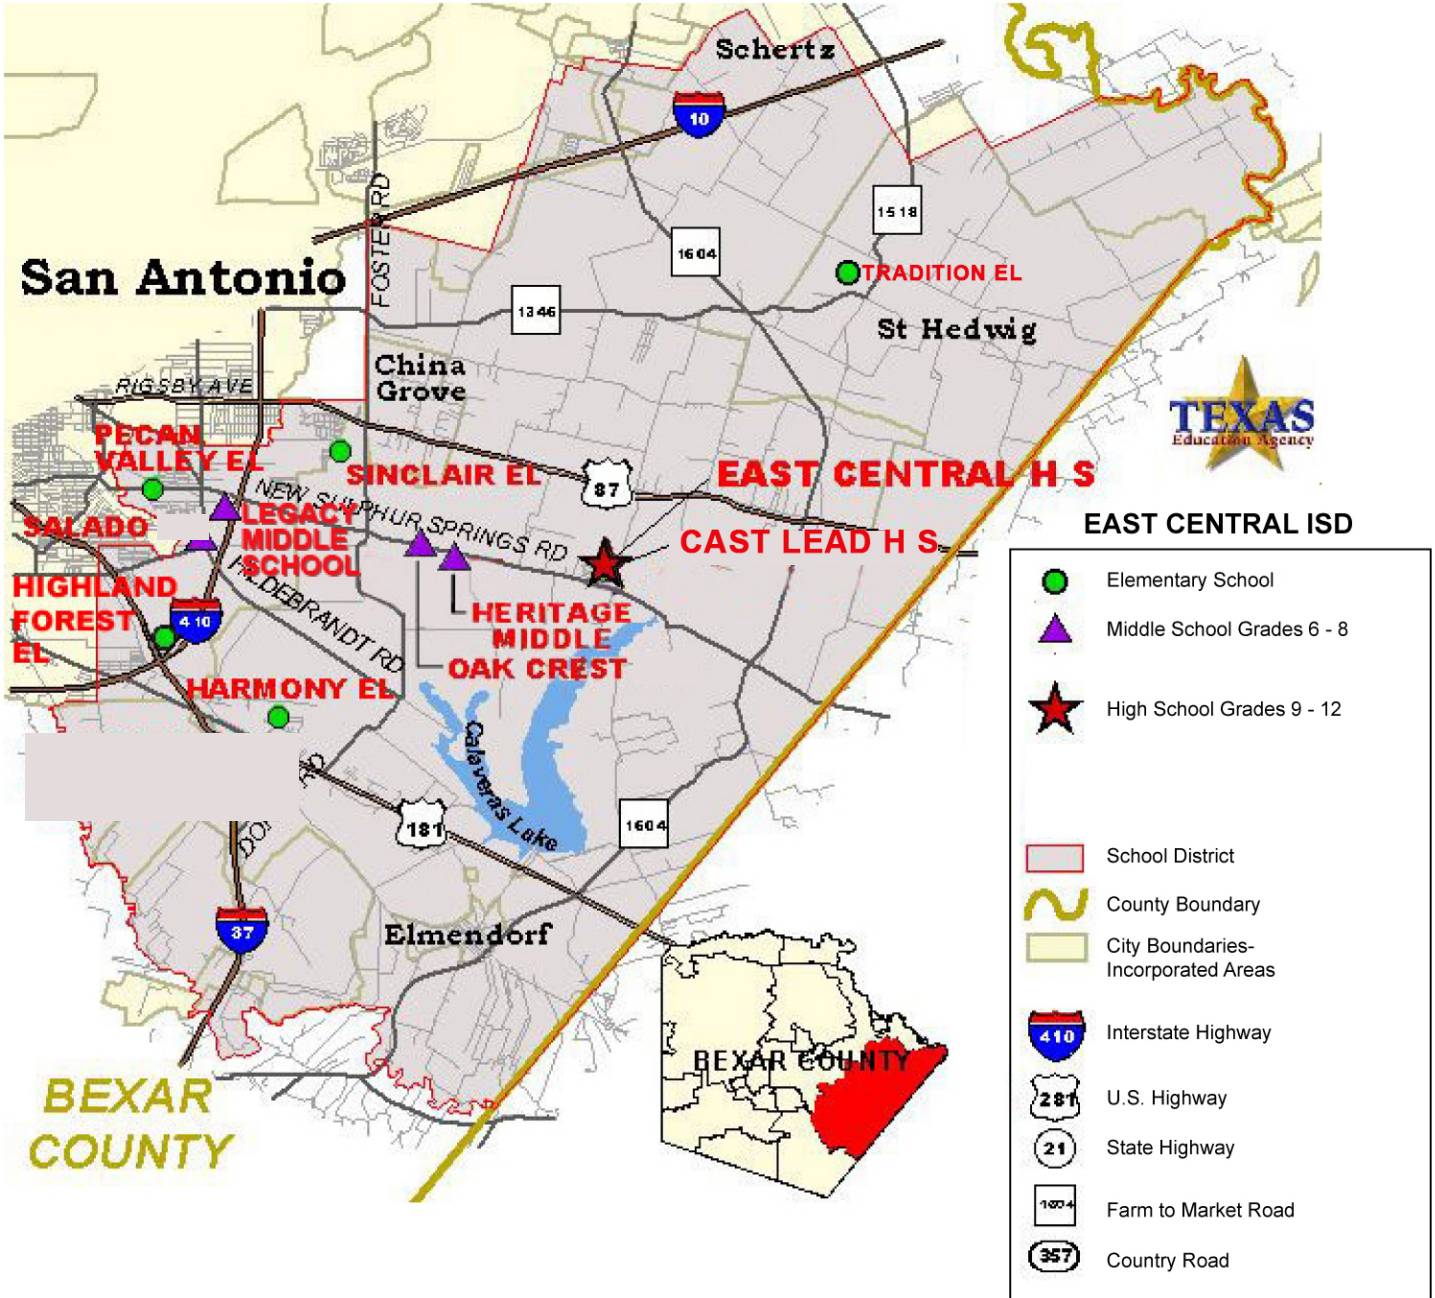 Schertz
10
FOSTER RD
1518
1604
San Antonio
TRADITION EL
1346
St Hedwig
China
Grove
RIGSBY AVE
TEXAS
Education Agency
PECAN
VALLEY EL
SINCLAIR EL
87
EAST CENTRAL H S
NEW SULPHUR SPRINGS RD
SALADO
LEGACY
MIDDLE
SCHOOL
CAST LEAD H S
HIGHLAND
FOREST
EL
410
HILDEBRANDT RD
HERITAGE
MIDDLE
OAK CREST
HARMONY EL
Calaveras Lake
181
1604
37
Elmendorf
BEXAR
COUNTY
BEXAR COUNTY
EAST CENTRAL ISD
Elementary School
Middle School Grades 6 - 8
High School Grades 9 - 12
School District
County Boundary
City Boundaries-
Incorporated Areas
410
Interstate Highway
281
U.S. Highway
21
State Highway
1604
Farm to Market Road
357
Country Road